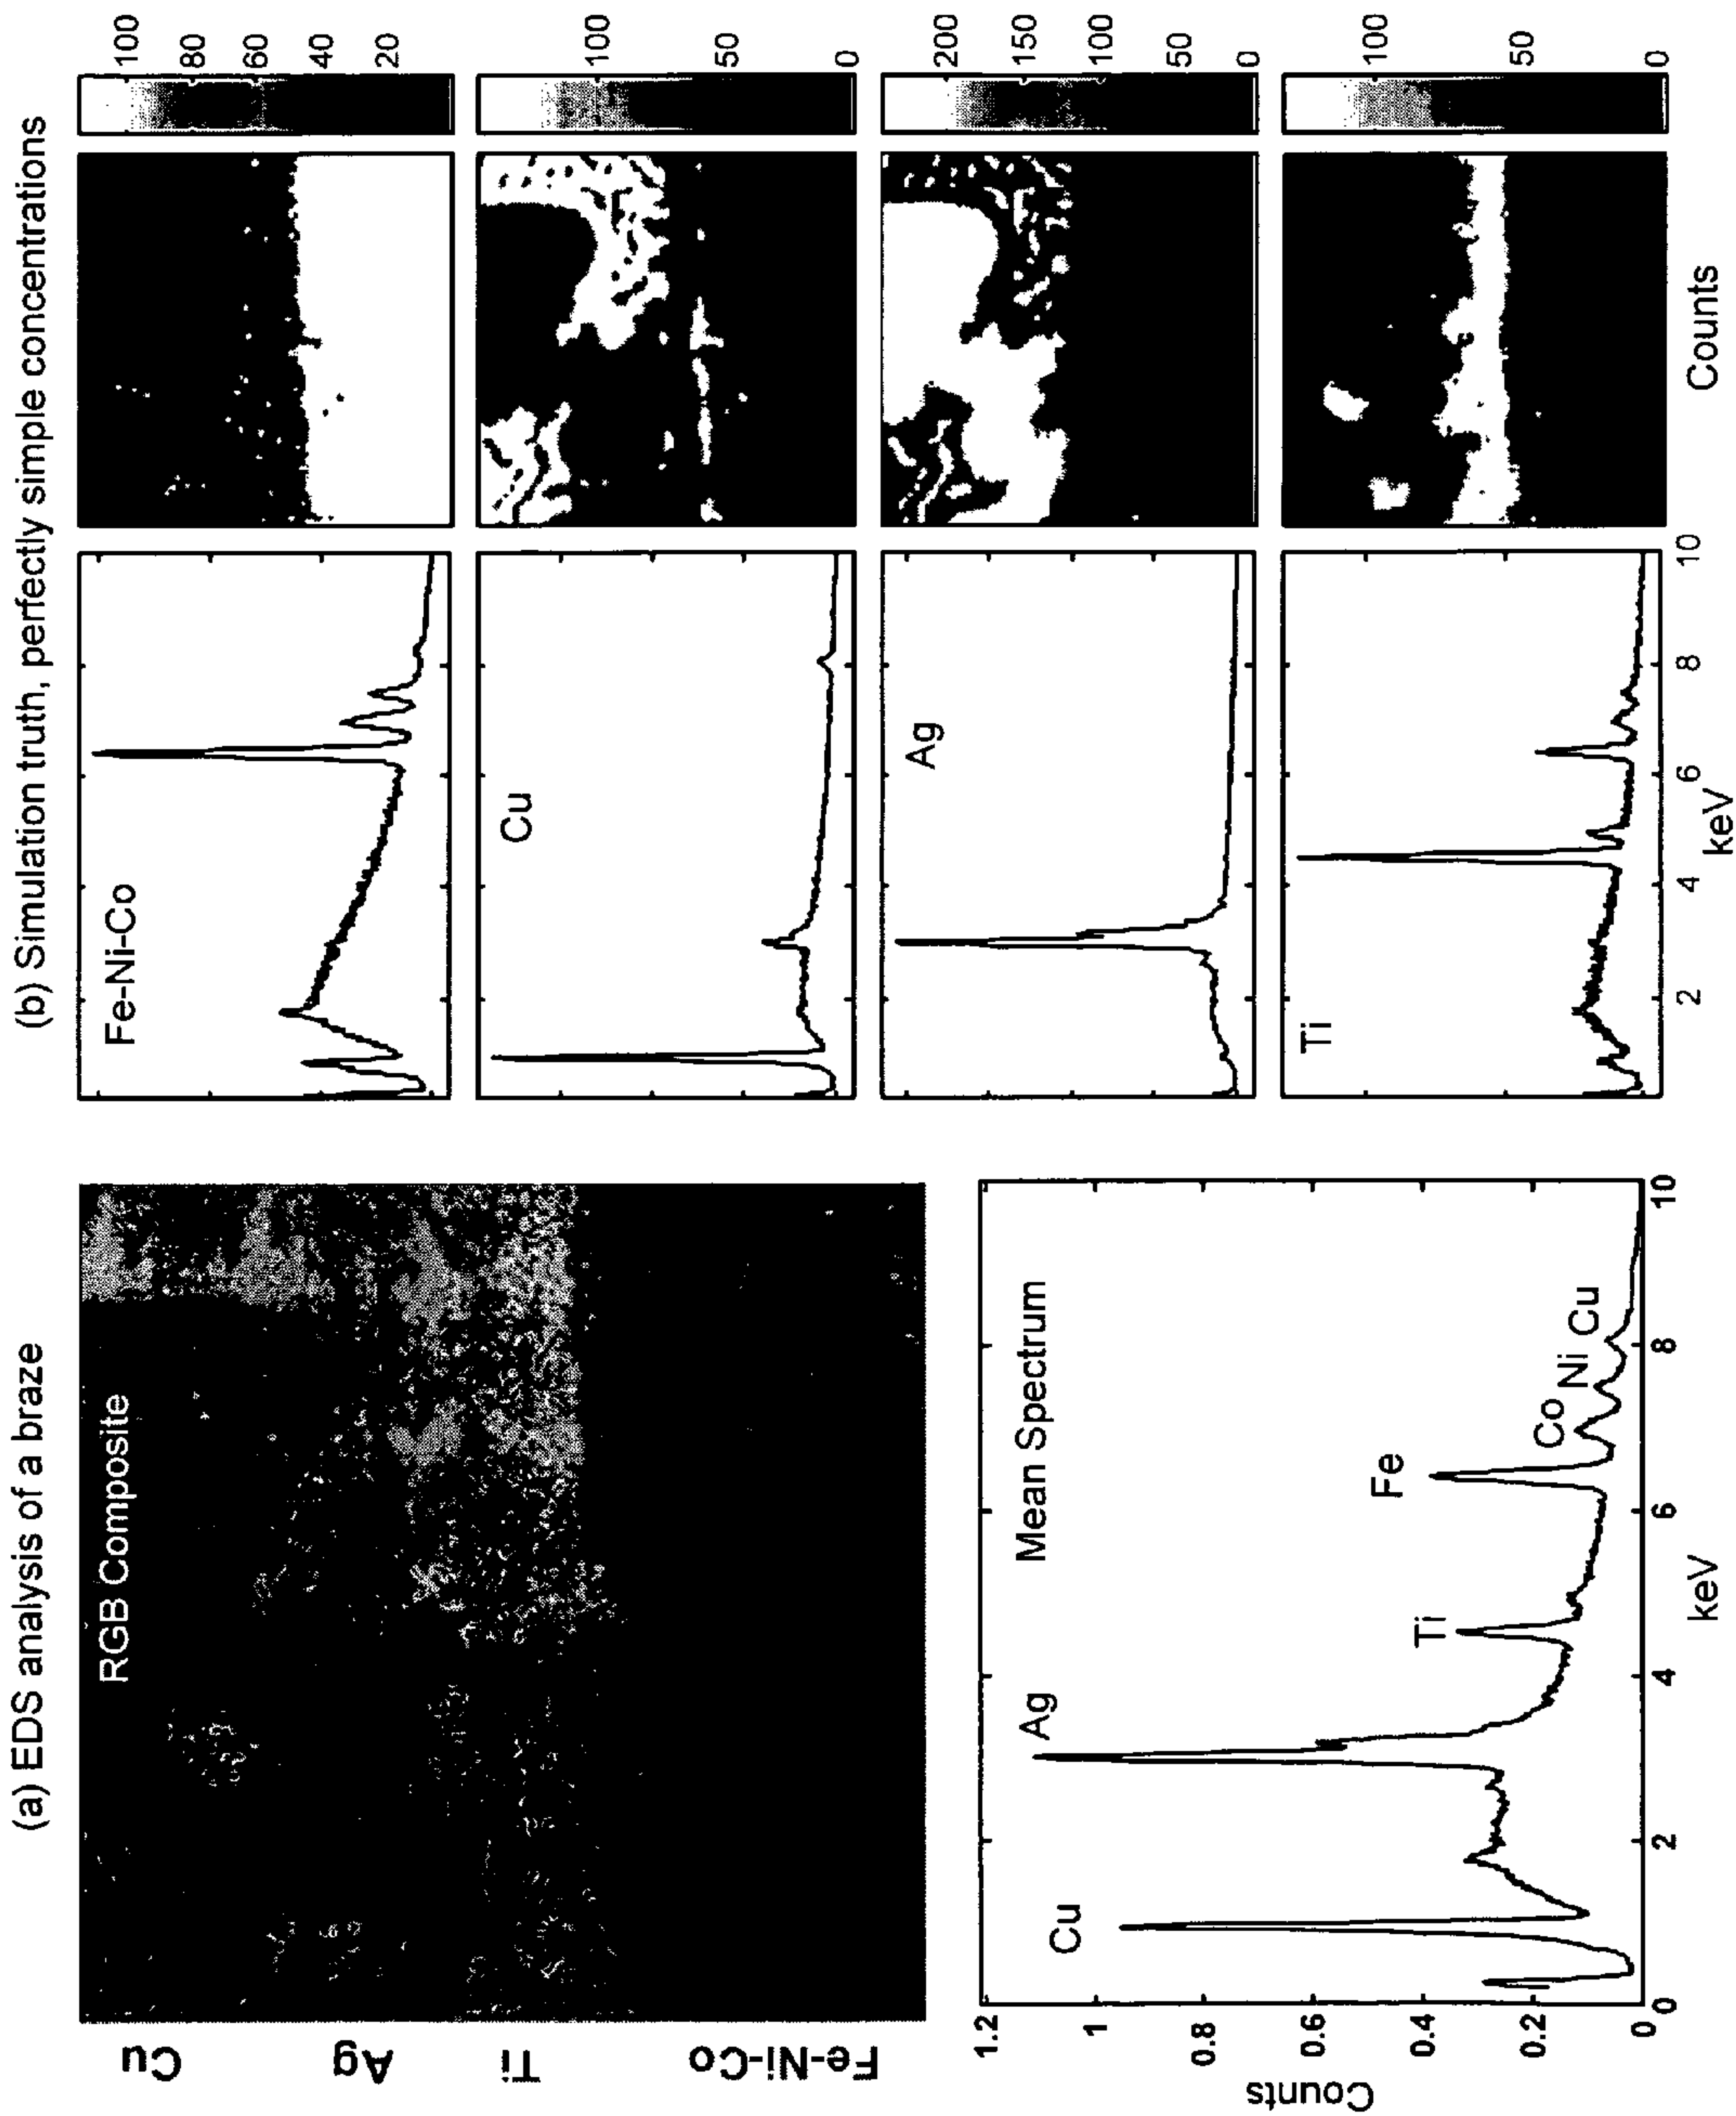 (a) EDS analysis of a braze
RGB Composite
Cu
Ag
Ti
Fe-Ni-Co
Mean Spectrum
Cu
Ag
Ti
Fe
Co
Ni
Cu
1.2
1
0.8
0.6
0.4
0.2
0
Counts
0 2 4 6 8 10
keV
(b) Simulation truth, perfectly simple concentrations
Fe-Ni-Co
100
80
60
40
20
Cu
100
50
0
Ag
200
150
100
50
0
Ti
100
50
0
2 4 6 8 10
keV
Counts